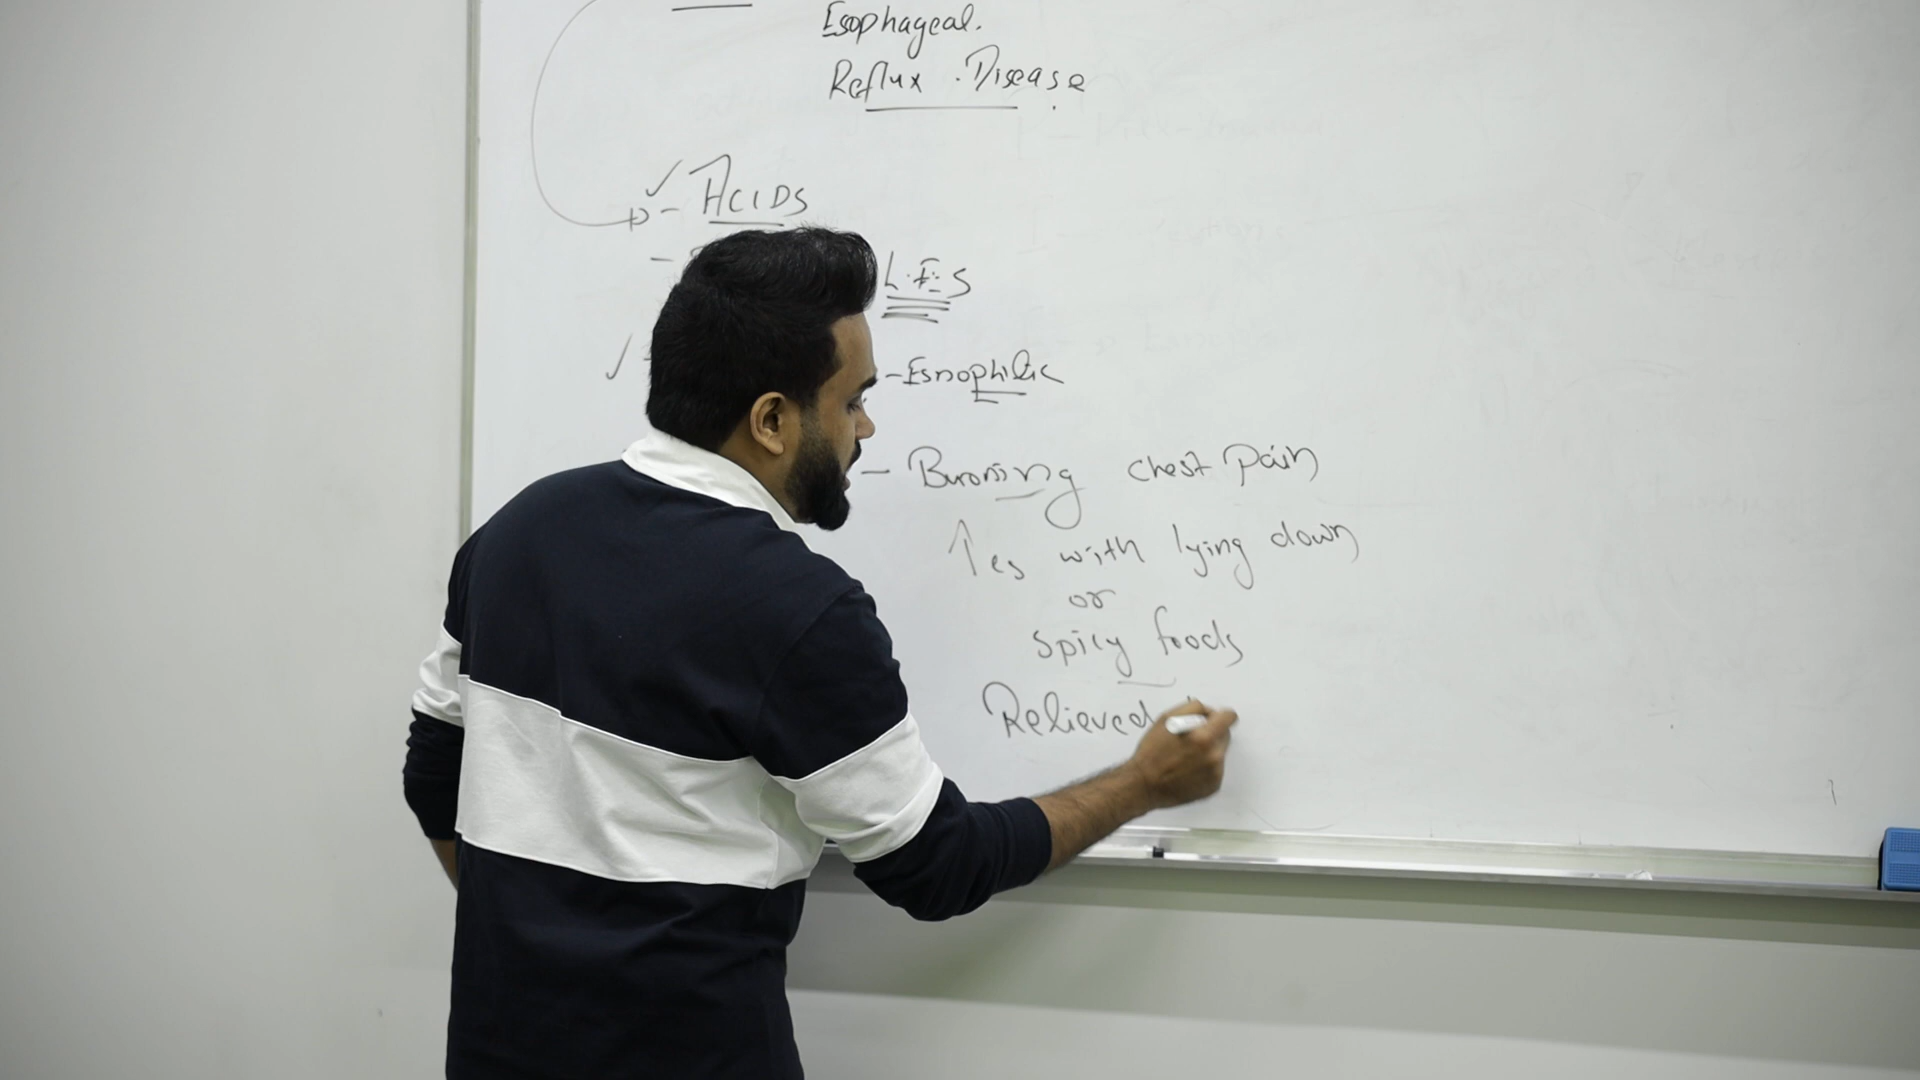 Esophageal.
Reflux . Disease
✓
- ACIDS
- L.E.S
✓
- Esnophilic
- Burning chest pain
↑es with lying down
or
spicy foods
Relieved